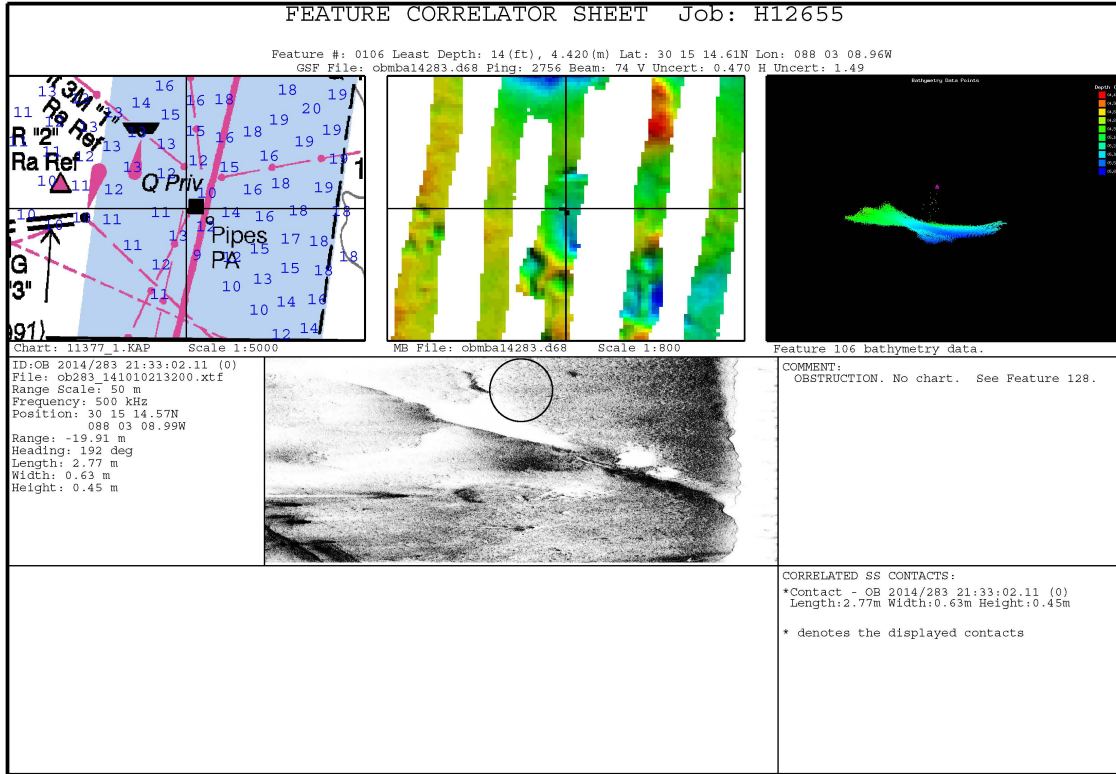 FEATURE CORRELATOR SHEET Job: H12655
Feature #: 0106 Least Depth: 14(ft), 4.420(m) Lat: 30 15 14.61N Lon: 088 03 08.96W
GSF File: obmba14283.d68 Ping: 2756 Beam: 74 V Uncert: 0.470 H Uncert: 1.49
3M "1"
Ra Ref
R "2"
Ra Ref
Q Priv
Pipes
PA
G
"3"
991)
Bathymetry Data Points
Chart: 11377_1.KAP Scale 1:5000
MB File: obmba14283.d68 Scale 1:800
Feature 106 bathymetry data.
ID:OB 2014/283 21:33:02.11 (0)
File: ob283_141010213200.xtf
Range Scale: 50 m
Frequency: 500 kHz
Position: 30 15 14.57N
088 03 08.99W
Range: -19.91 m
Heading: 192 deg
Length: 2.77 m
Width: 0.63 m
Height: 0.45 m
COMMENT:
OBSTRUCTION. No chart. See Feature 128.
CORRELATED SS CONTACTS:
*Contact - OB 2014/283 21:33:02.11 (0)
Length:2.77m Width:0.63m Height:0.45m
* denotes the displayed contacts